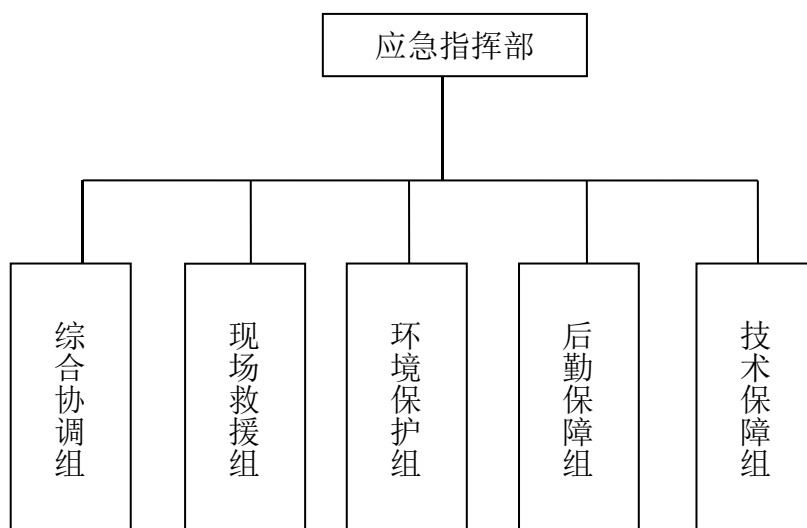 应急指挥部
综合协调组
现场救援组
环境保护组
后勤保障组
技术保障组